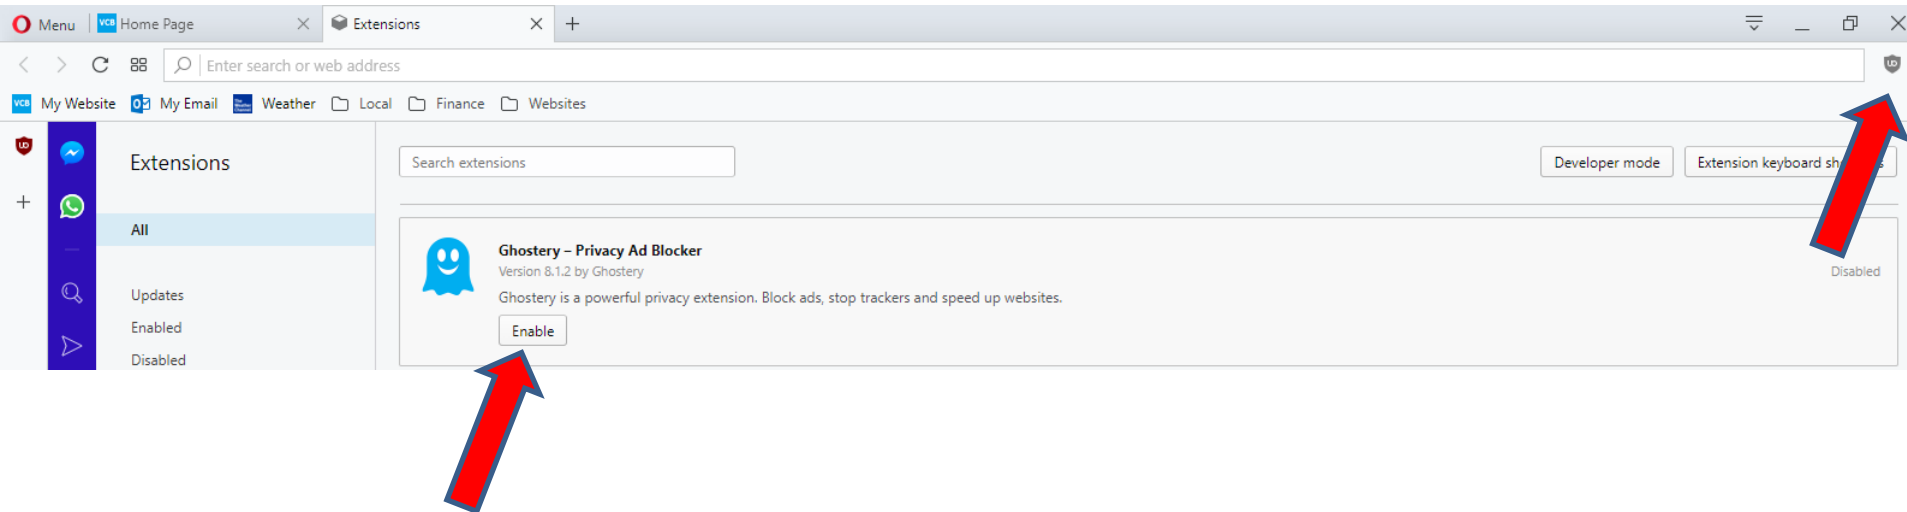 Menu VCB Home Page Extensions
Enter search or web address
VCB My Website My Email Weather Local Finance Websites
Extensions Search extensions Developer mode Extension keyboard
All
Ghostery – Privacy Ad Blocker
Version 8.1.2 by Ghostery
Disabled
Updates
Ghostery is a powerful privacy extension. Block ads, stop trackers and speed up websites.
Enabled
Enable
Disabled